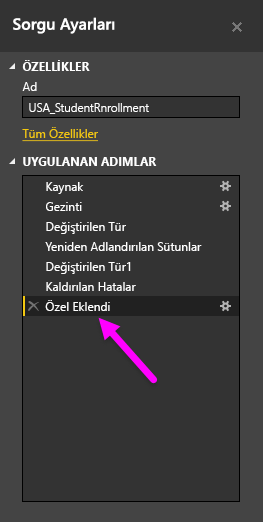 Sorgu Ayarları
ÖZELLİKLER
Ad
USA_StudentRnrollment
Tüm Özellikler
UYGULANAN ADIMLAR
Kaynak
Gezinti
Değiştirilen Tür
Yeniden Adlandırılan Sütunlar
Değiştirilen Tür1
Kaldırılan Hatalar
Özel Eklendi